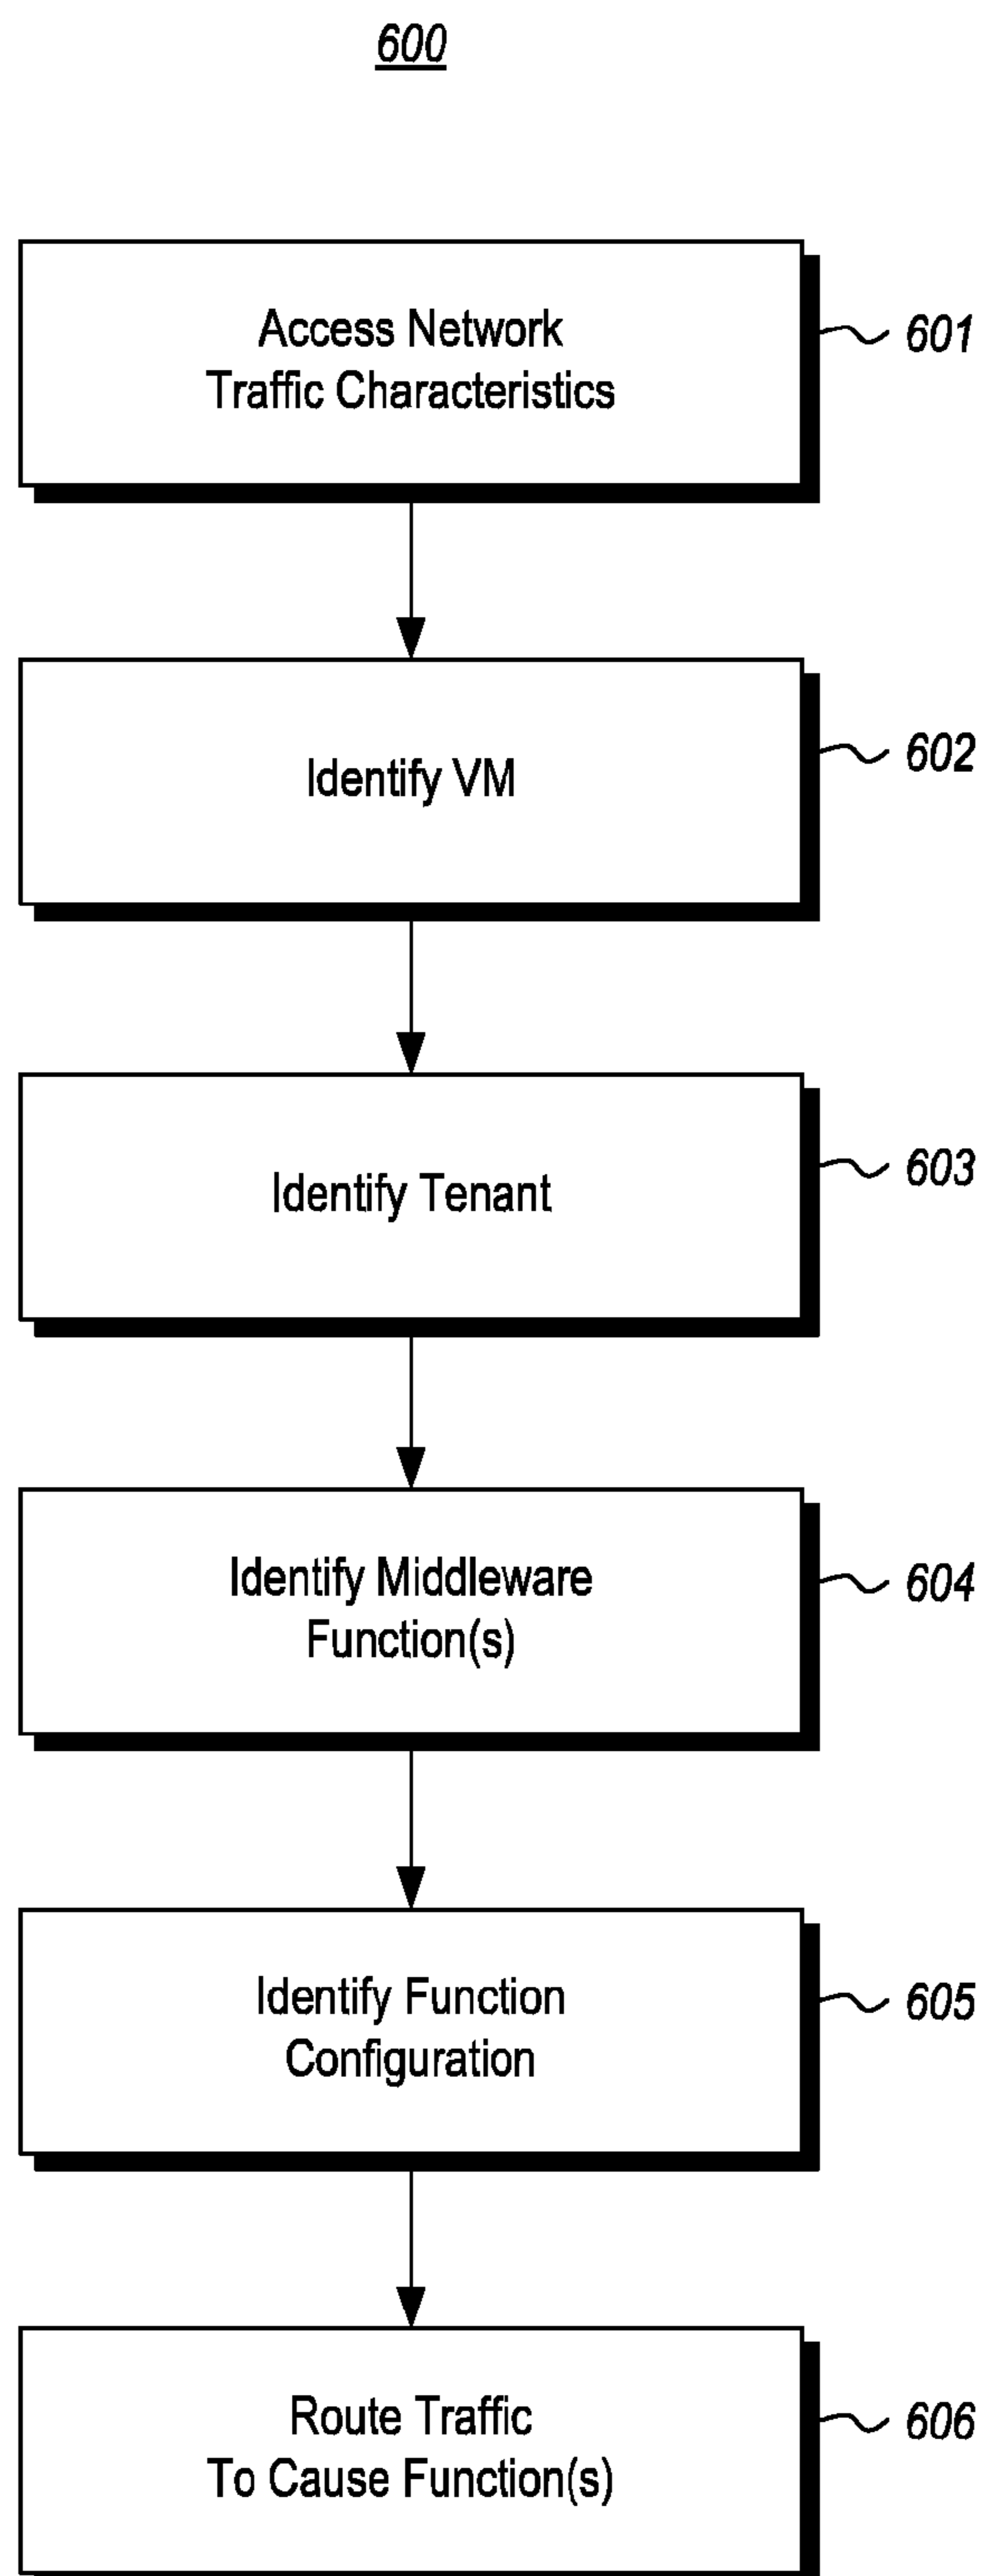 600
Access Network
Traffic Characteristics
601
Identify VM
602
Identify Tenant
603
Identify Middleware
Function(s)
604
Identify Function
Configuration
605
Route Traffic
To Cause Function(s)
606